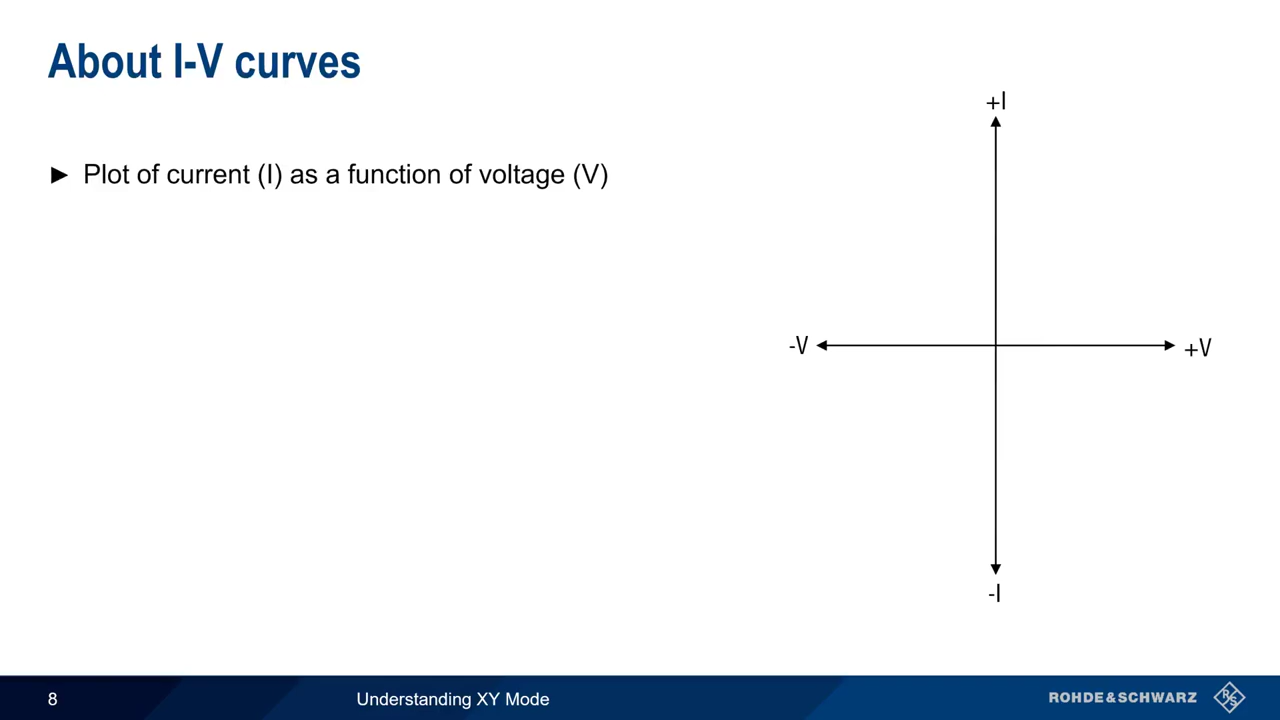 About I-V curves
► Plot of current (I) as a function of voltage (V)
+I
-V
+V
-I
8
Understanding XY Mode
ROHDE&SCHWARZ
R&S